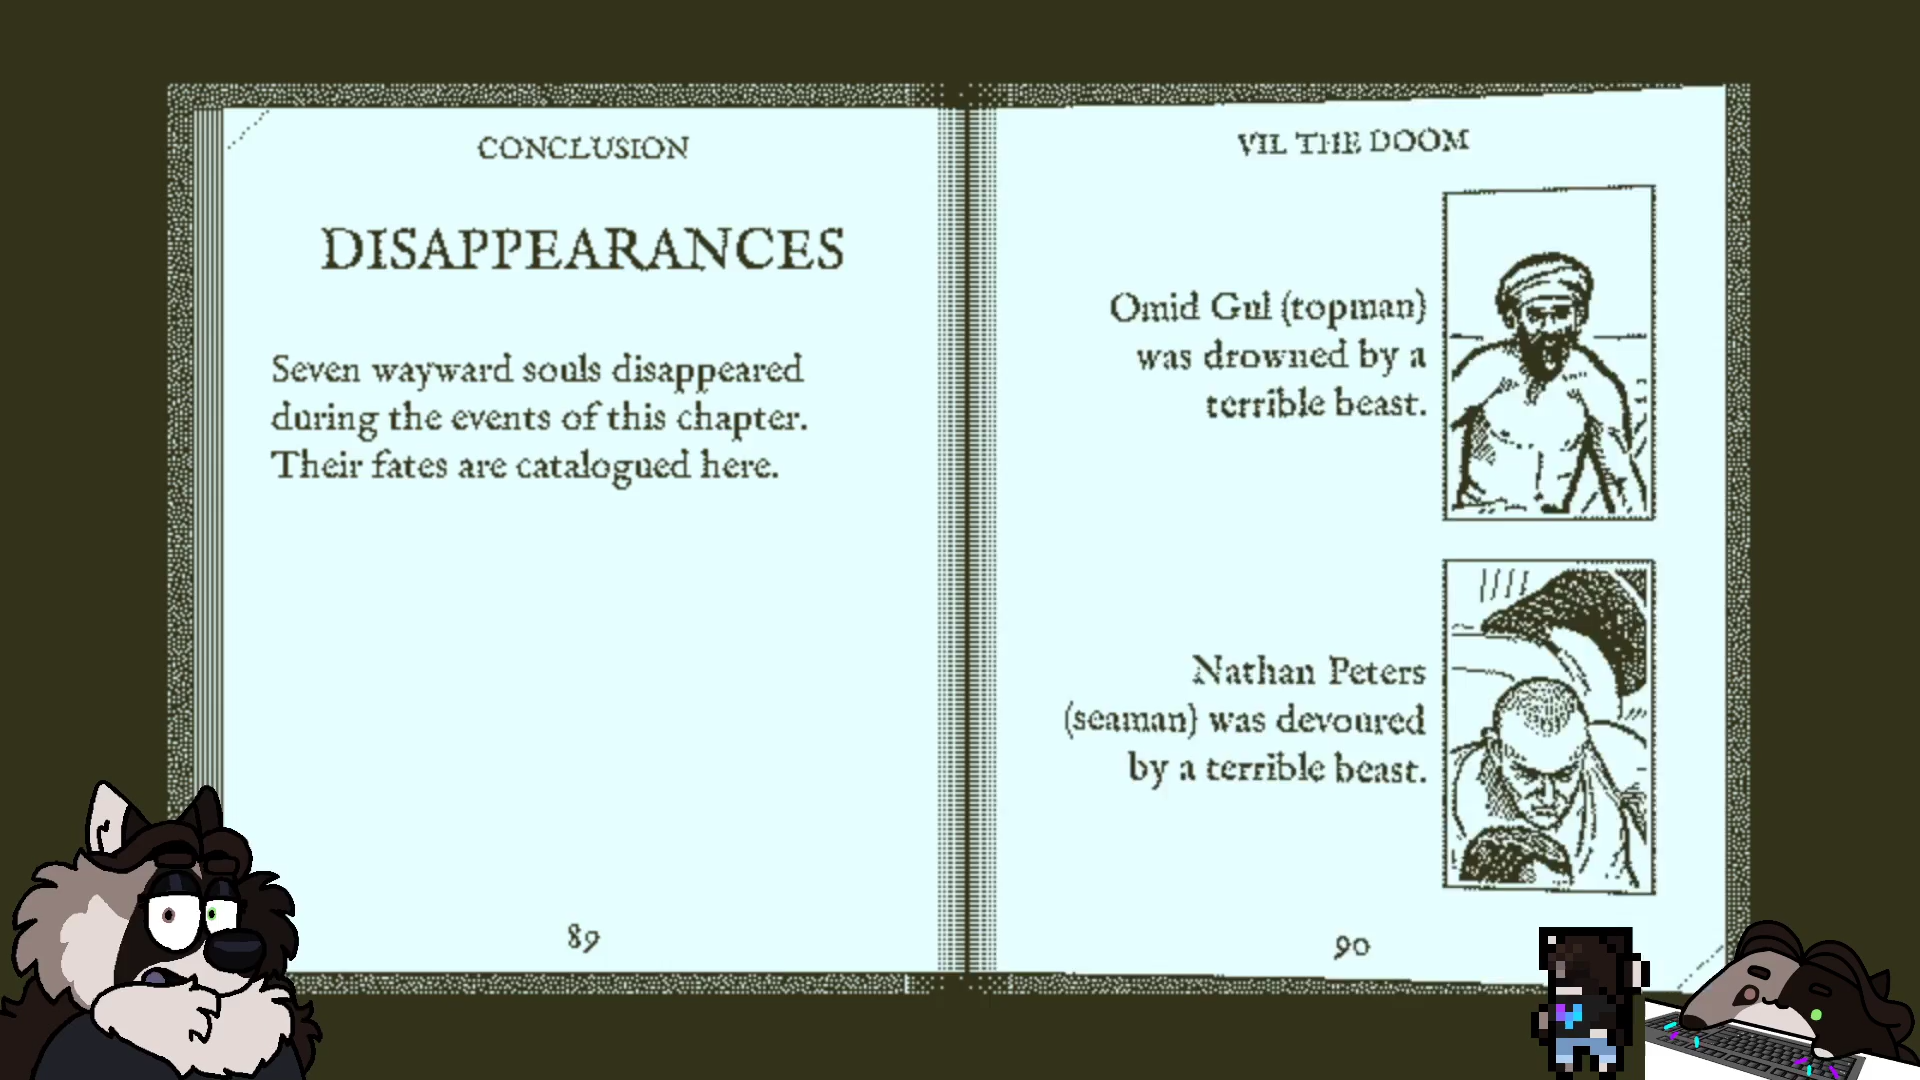 CONCLUSION
DISAPPEARANCES
Seven wayward souls disappeared
during the events of this chapter.
Their fates are catalogued here.
89
VII. THE DOOM
Omid Gul (topman)
was drowned by a
terrible beast.
Nathan Peters
(seaman) was devoured
by a terrible beast.
90